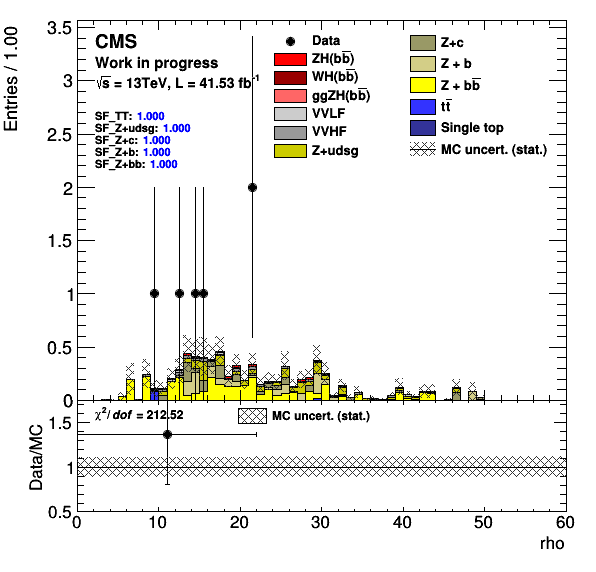 Entries / 1.00
CMS
Work in progress
√s = 13TeV, L = 41.53 fb⁻¹
SF_TT: 1.000
SF_Z+udsg: 1.000
SF_Z+c: 1.000
SF_Z+b: 1.000
SF_Z+bb: 1.000
Data
ZH(bb̅)
WH(bb̅)
ggZH(bb̅)
VVLF
VVHF
Z+udsg
Z+c
Z + b
Z + bb̅
tt̅
Single top
MC uncert. (stat.)
3.5
3
2.5
2
1.5
1
0.5
0
χ²/dof = 212.52
MC uncert. (stat.)
Data/MC
1.5
1
0.5
0 10 20 30 40 50 60
rho